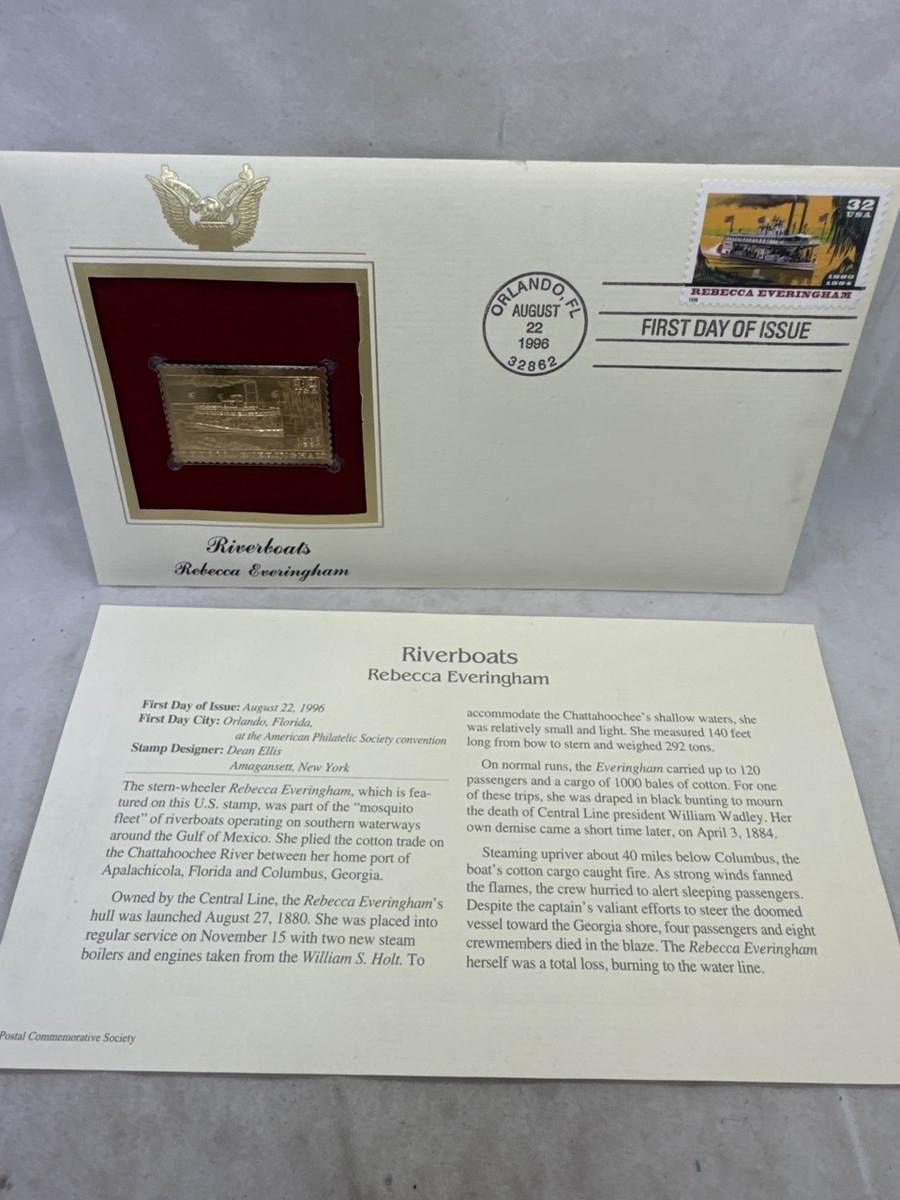 32
USA
1880
1884
REBECCA EVERINGHAM
1996
ORLANDO, FL
AUGUST
22
1996
32862
FIRST DAY OF ISSUE
32
USA
1884
REBECCA EVERINGHAM
Riverboats
Rebecca Everingham
Riverboats
Rebecca Everingham
First Day of Issue: August 22, 1996
First Day City: Orlando, Florida,
at the American Philatelic Society convention
Stamp Designer: Dean Ellis
Amagansett, New York
The stern-wheeler Rebecca Everingham, which is fea-
tured on this U.S. stamp, was part of the “mosquito
fleet” of riverboats operating on southern waterways
around the Gulf of Mexico. She plied the cotton trade on
the Chattahoochee River between her home port of
Apalachicola, Florida and Columbus, Georgia.
Owned by the Central Line, the Rebecca Everingham's
hull was launched August 27, 1880. She was placed into
regular service on November 15 with two new steam
boilers and engines taken from the William S. Holt. To
accommodate the Chattahoochee's shallow waters, she
was relatively small and light. She measured 140 feet
long from bow to stern and weighed 292 tons.
On normal runs, the Everingham carried up to 120
passengers and a cargo of 1000 bales of cotton. For one
of these trips, she was draped in black bunting to mourn
the death of Central Line president William Wadley. Her
own demise came a short time later, on April 3, 1884.
Steaming upriver about 40 miles below Columbus, the
boat's cotton cargo caught fire. As strong winds fanned
the flames, the crew hurried to alert sleeping passengers.
Despite the captain's valiant efforts to steer the doomed
vessel toward the Georgia shore, four passengers and eight
crewmembers died in the blaze. The Rebecca Everingham
herself was a total loss, burning to the water line.
Postal Commemorative Society